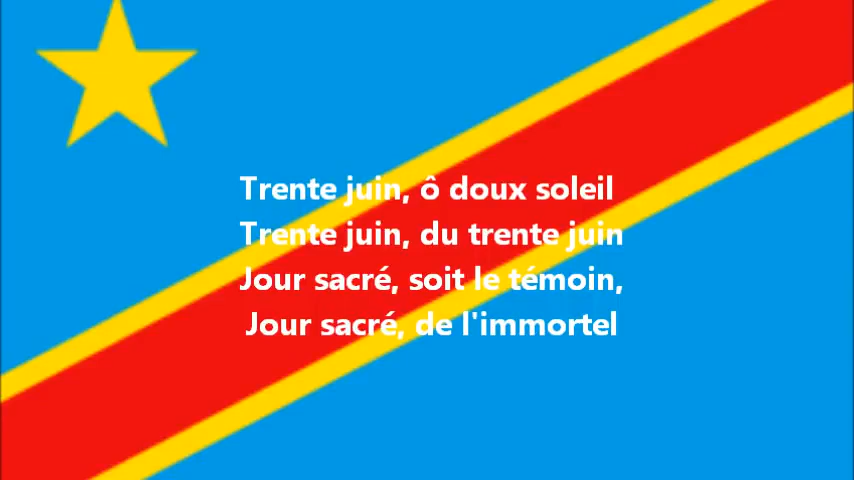 Trente juin, ô doux soleil
Trente juin, du trente juin
Jour sacré, soit le témoin,
Jour sacré, de l'immortel